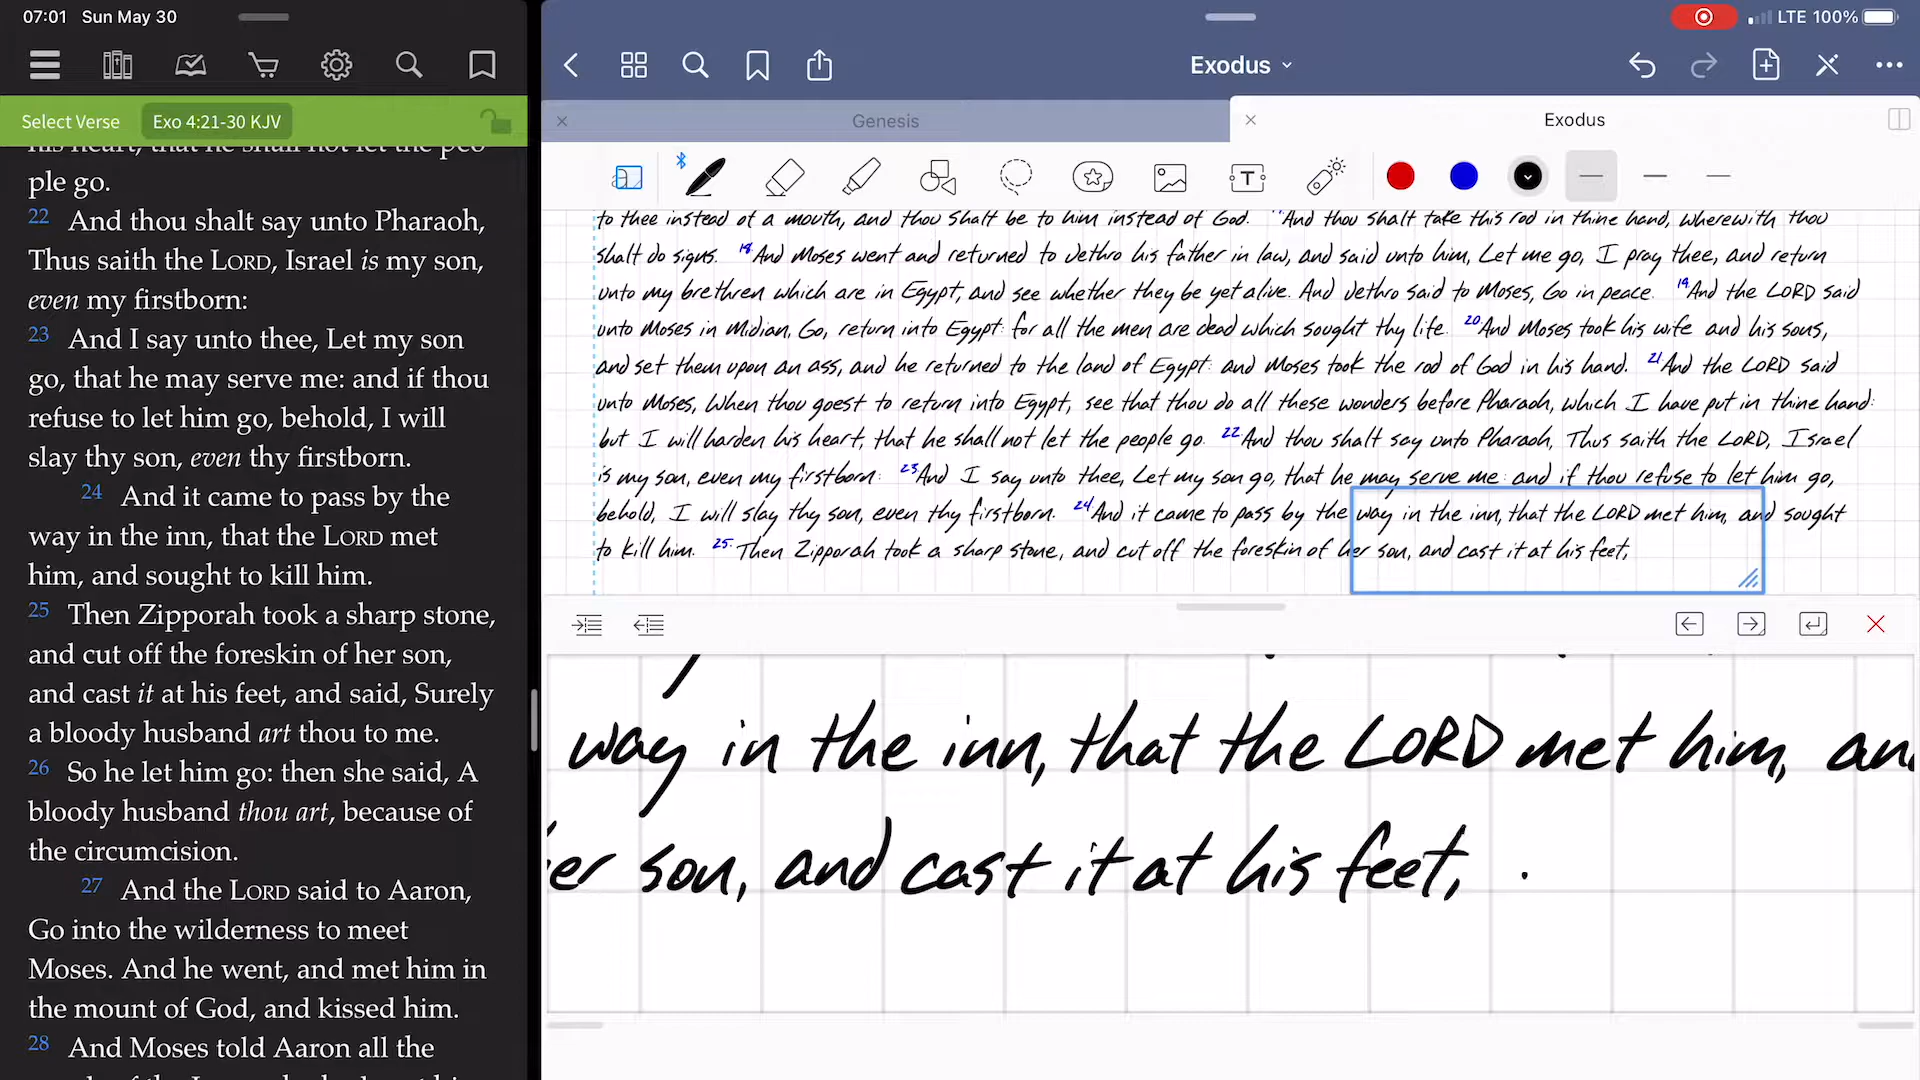 07:01 Sun May 30
Select Verse Exo 4:21-30 KJV
his heart, that he shall not let the peo
ple go.
22 And thou shalt say unto Pharaoh,
Thus saith the LORD, Israel is my son,
even my firstborn:
23 And I say unto thee, Let my son
go, that he may serve me: and if thou
refuse to let him go, behold, I will
slay thy son, even thy firstborn.
24 And it came to pass by the
way in the inn, that the LORD met
him, and sought to kill him.
25 Then Zipporah took a sharp stone,
and cut off the foreskin of her son,
and cast it at his feet, and said, Surely
a bloody husband art thou to me.
26 So he let him go: then she said, A
bloody husband thou art, because of
the circumcision.
27 And the LORD said to Aaron,
Go into the wilderness to meet
Moses. And he went, and met him in
the mount of God, and kissed him.
28 And Moses told Aaron all the
LTE 100%
Exodus
Genesis
Exodus
to thee instead of a mouth, and thou shalt be to him instead of God. 17 And thou shalt take this rod in thine hand, wherewith thou
shalt do signs. 18 And Moses went and returned to Jethro his father in law, and said unto him, Let me go, I pray thee, and return
unto my brethren which are in Egypt, and see whether they be yet alive. And Jethro said to Moses, Go in peace. 19 And the LORD said
unto Moses in Midian, Go, return into Egypt: for all the men are dead which sought thy life. 20 And Moses took his wife and his sons,
and set them upon an ass, and he returned to the land of Egypt: and Moses took the rod of God in his hand. 21 And the LORD said
unto Moses, When thou goest to return into Egypt, see that thou do all these wonders before Pharaoh, which I have put in thine hand:
but I will harden his heart, that he shall not let the people go. 22 And thou shalt say unto Pharaoh, Thus saith the LORD, Israel
is my son, even my firstborn: 23 And I say unto thee, Let my son go, that he may serve me: and if thou refuse to let him go,
behold, I will slay thy son, even thy firstborn. 24 And it came to pass by the way in the inn, that the LORD met him, and sought
to kill him. 25 Then Zipporah took a sharp stone, and cut off the foreskin of her son, and cast it at his feet,
way in the inn, that the LORD met him, an
er son, and cast it at his feet,